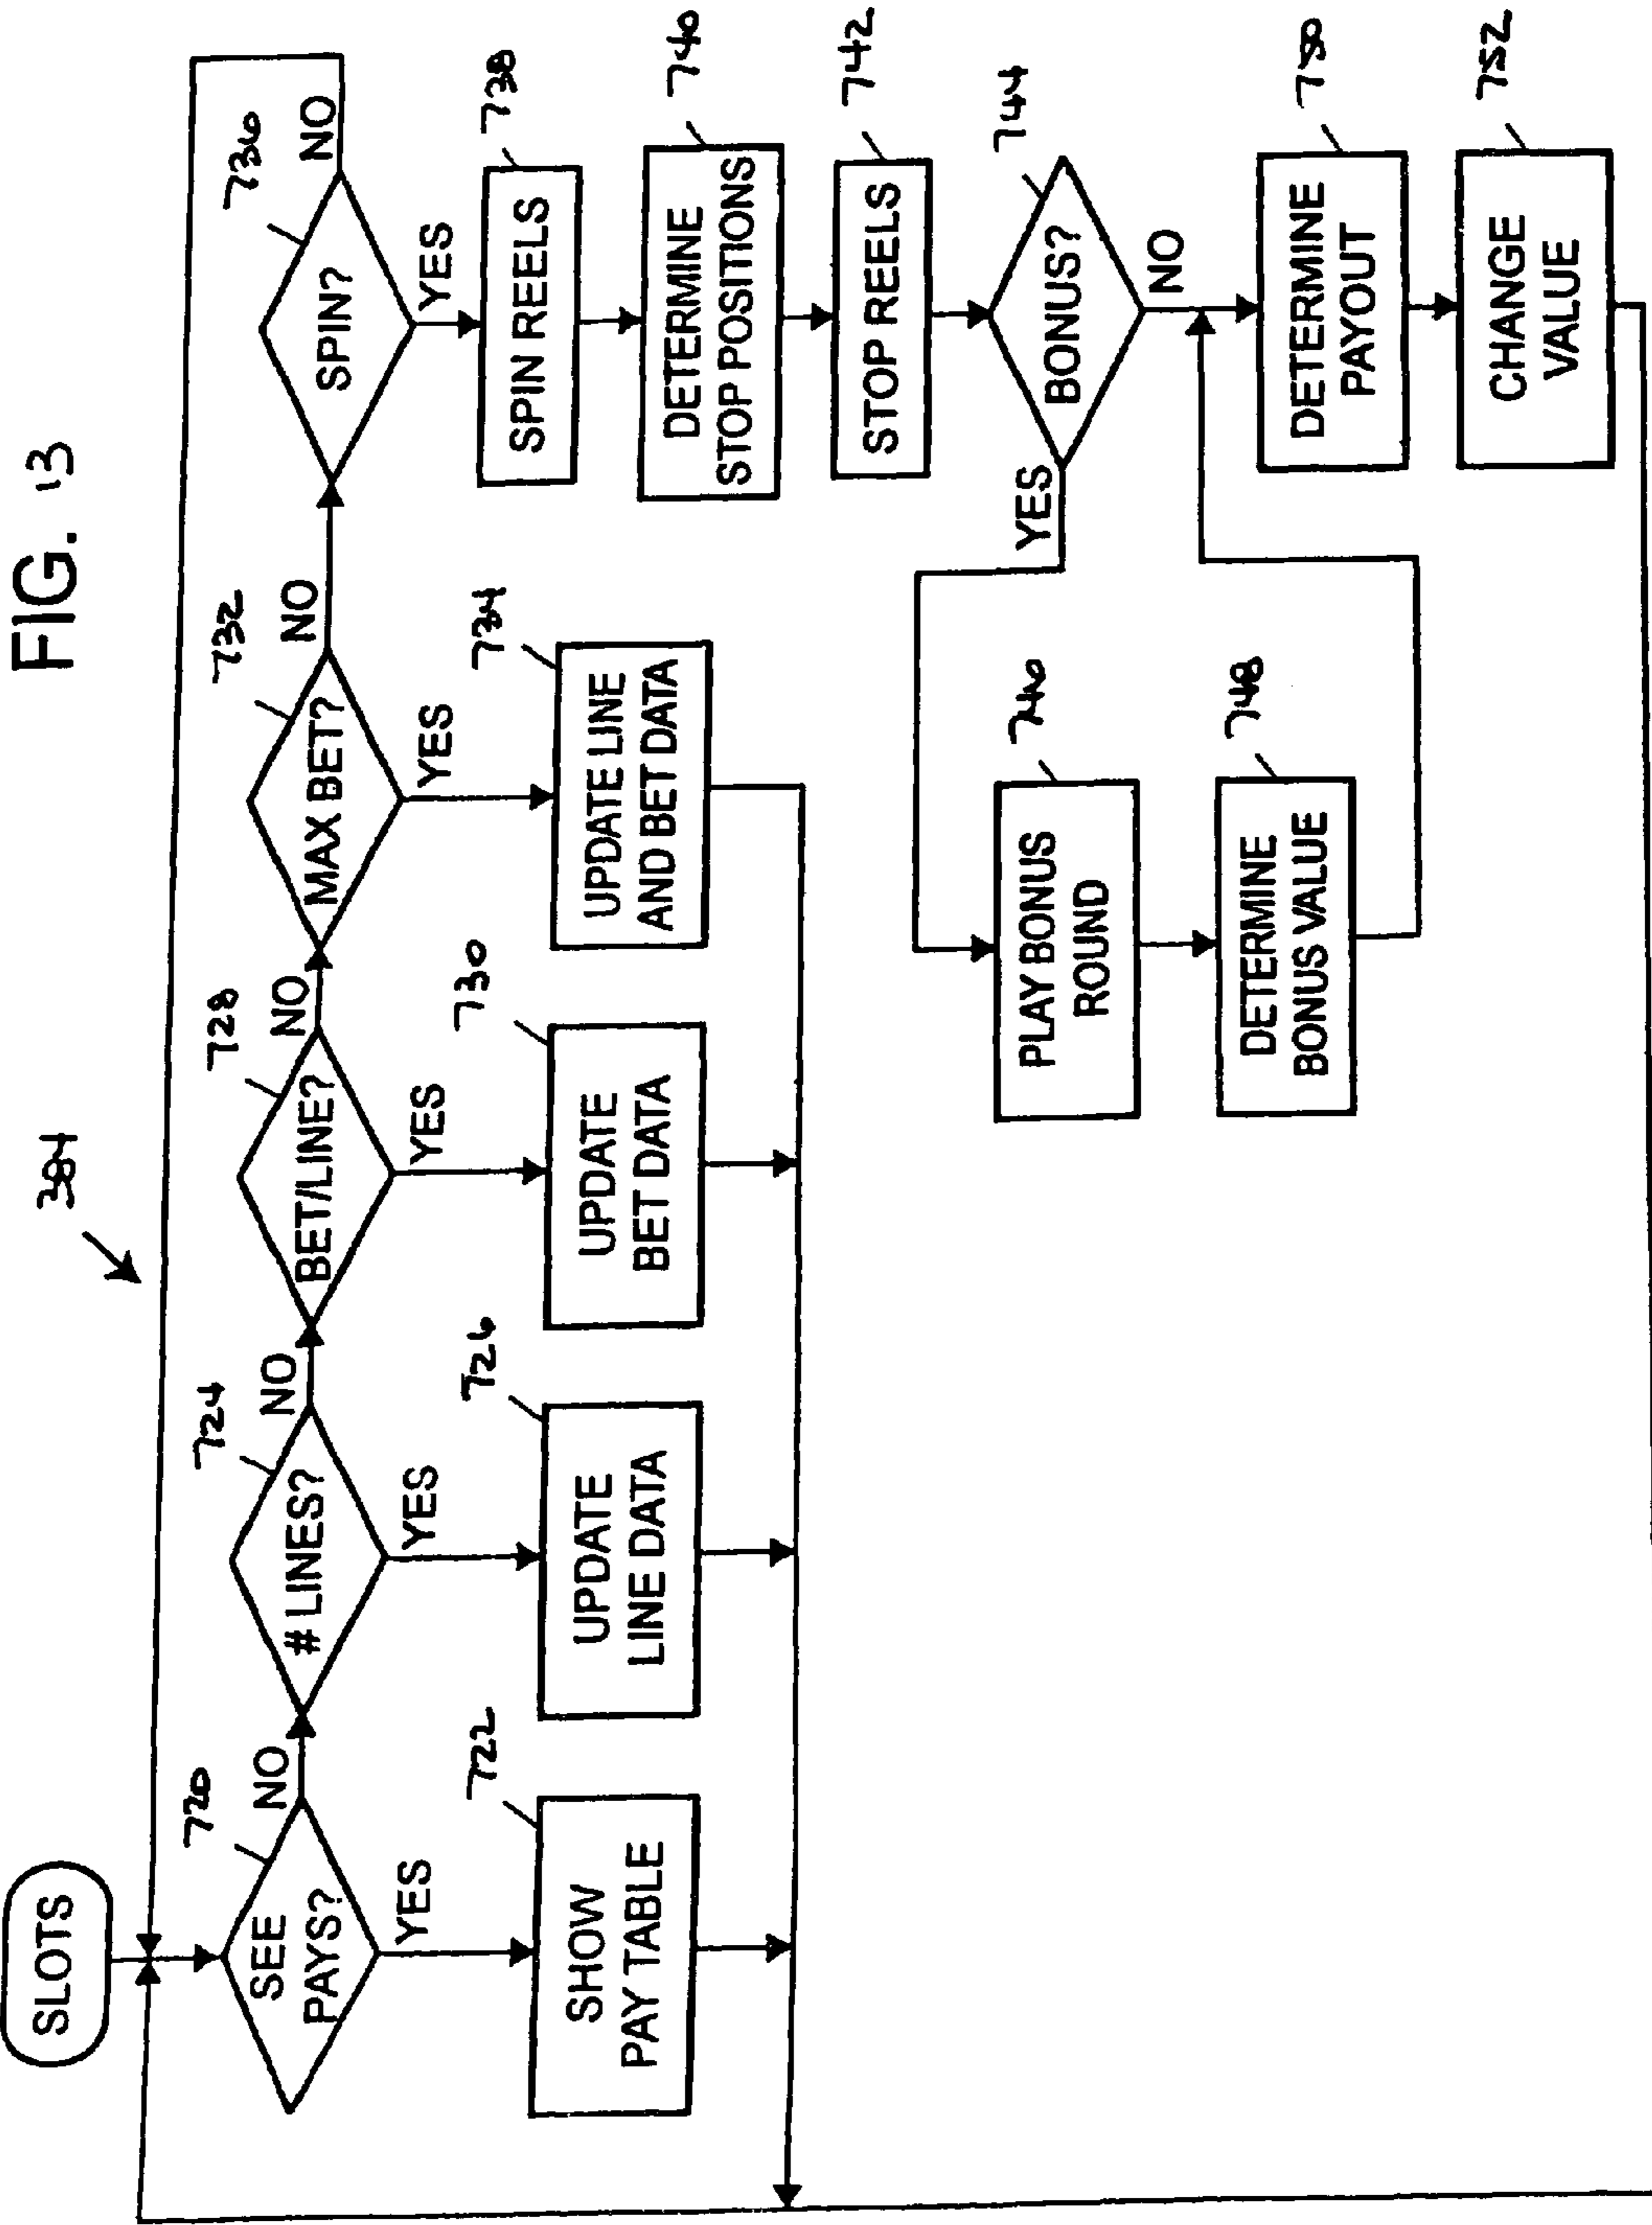 FIG. 13
384
SLOTS
720
SEE
PAYS?
NO
YES
722
SHOW
PAY TABLE
724
# LINES?
NO
YES
726
UPDATE
LINE DATA
728
BET/LINE?
NO
YES
730
UPDATE
BET DATA
732
MAX BET?
NO
YES
734
UPDATE LINE
AND BET DATA
736
SPIN?
NO
YES
738
SPIN REELS
740
DETERMINE
STOP POSITIONS
742
STOP REELS
744
BONUS?
YES
NO
746
PLAY BONUS
ROUND
748
DETERMINE
BONUS VALUE
750
DETERMINE
PAYOUT
752
CHANGE
VALUE